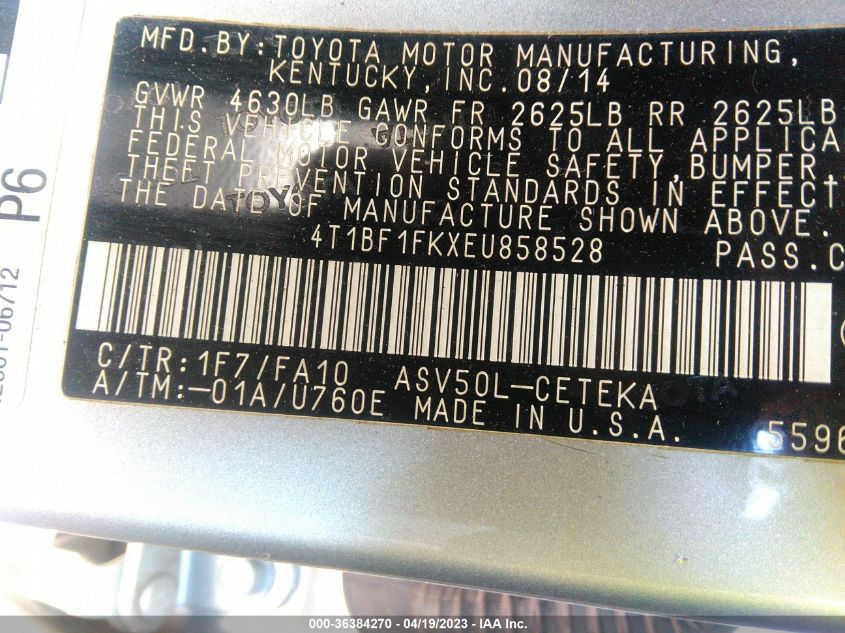 MFD.BY: TOYOTA MOTOR MANUFACTURING,
KENTUCKY, INC. 08/14
GVWR 4630LB GAWR FR 2625LB RR 2625LB
THIS VEHICLE CONFORMS TO ALL APPLICA
FEDERAL MOTOR VEHICLE SAFETY, BUMPER,
THEFT PREVENTION STANDARDS IN EFFECT
THE DATE OF MANUFACTURE SHOWN ABOVE.
4T1BF1FKXEU858528 PASS.C
C/TR: 1F7/FA10 ASV50L-CETEKA
A/TM:-01A/U760E MADE IN U.S.A.
5596
P6
06/12
000-36384270 - 04/19/2023 - IAA Inc.